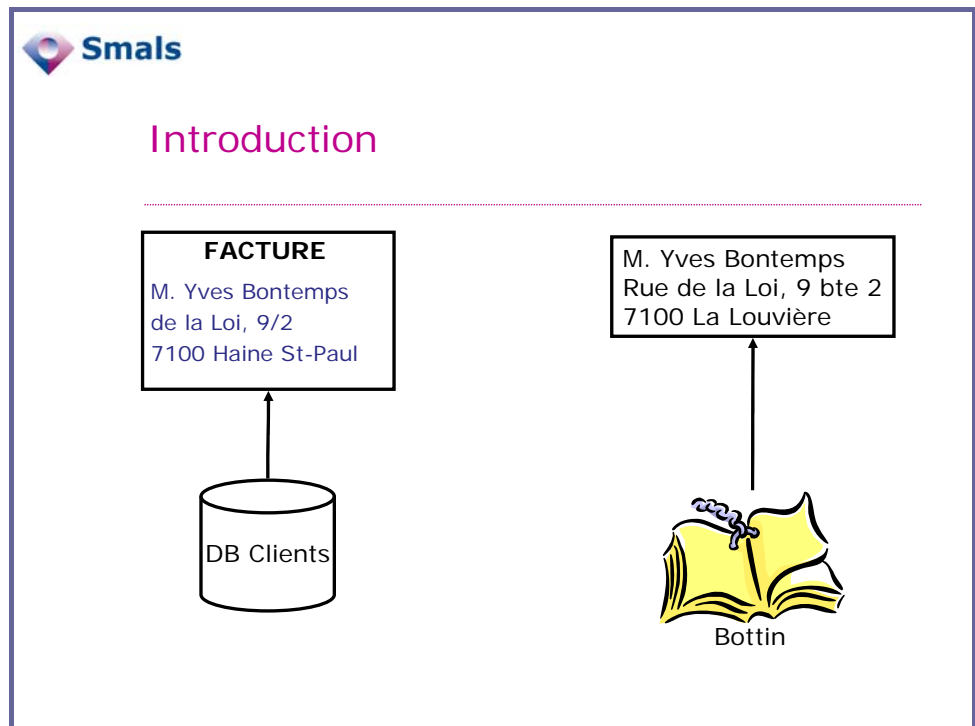 Smals
Introduction
FACTURE
M. Yves Bontemps
de la Loi, 9/2
7100 Haine St-Paul
M. Yves Bontemps
Rue de la Loi, 9 bte 2
7100 La Louvière
DB Clients
Bottin